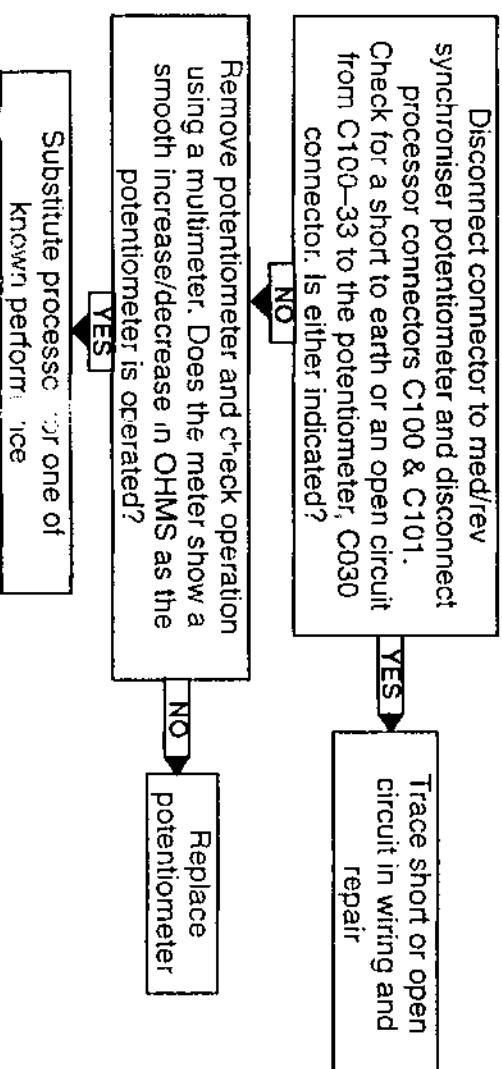 Disconnect connector to med/rev
synchroniser potentiometer and disconnect
processor connectors C100 & C101.
Check for a short to earth or an open circuit
from C100–33 to the potentiometer, C030
connector. Is either indicated?
YES
Trace short or open
circuit in wiring and
repair
NO
Remove potentiometer and check operation
using a multimeter. Does the meter show a
smooth increase/decrease in OHMS as the
potentiometer is operated?
NO
Replace
potentiometer
YES
Substitute for one of
known